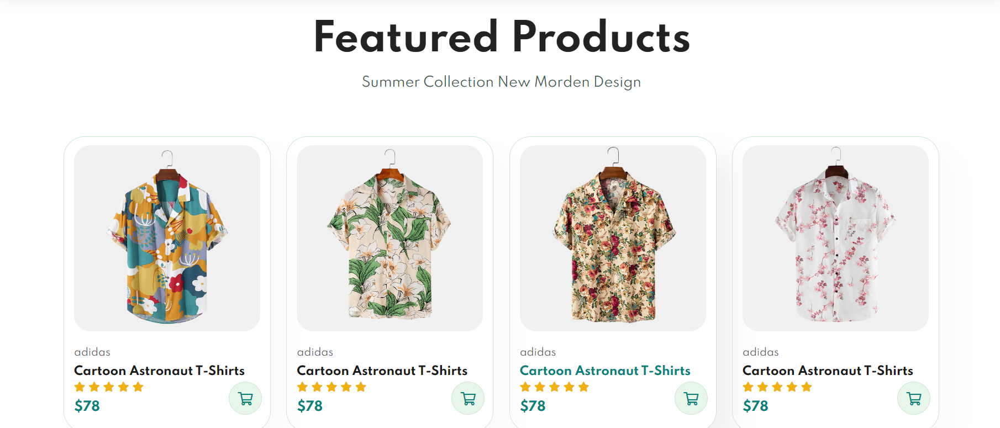 Featured Products
Summer Collection New Morden Design
adidas
Cartoon Astronaut T-Shirts
$78
adidas
Cartoon Astronaut T-Shirts
$78
adidas
Cartoon Astronaut T-Shirts
$78
adidas
Cartoon Astronaut T-Shirts
$78